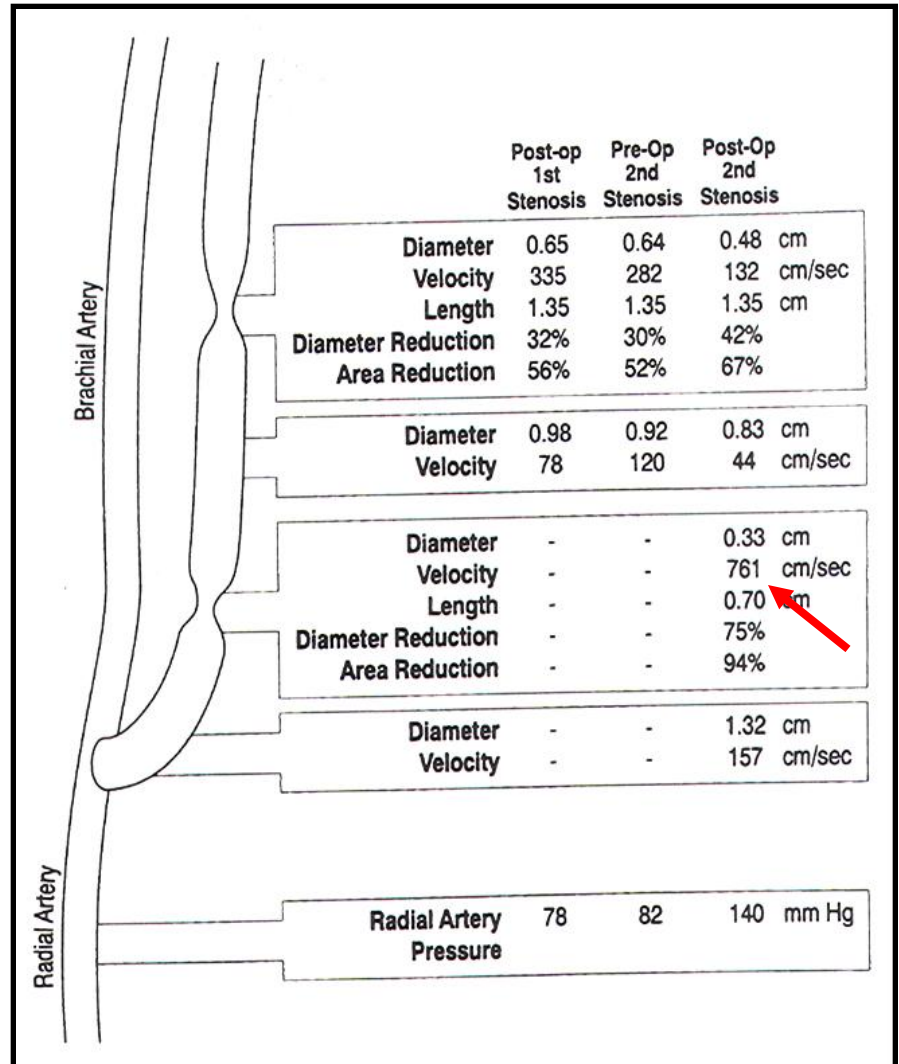 Post-op Pre-Op Post-Op
1st 2nd 2nd
Stenosis Stenosis Stenosis
Diameter 0.65 0.64 0.48 cm
Velocity 335 282 132 cm/sec
Length 1.35 1.35 1.35 cm
Diameter Reduction 32% 30% 42%
Area Reduction 56% 52% 67%
Brachial Artery
Diameter 0.98 0.92 0.83 cm
Velocity 78 120 44 cm/sec
Diameter - - 0.33 cm
Velocity - - 761 cm/sec
Length - - 0.70 cm
Diameter Reduction - - 75%
Area Reduction - - 94%
Diameter - - 1.32 cm
Velocity - - 157 cm/sec
Radial Artery
Radial Artery 78 82 140 mm Hg
Pressure